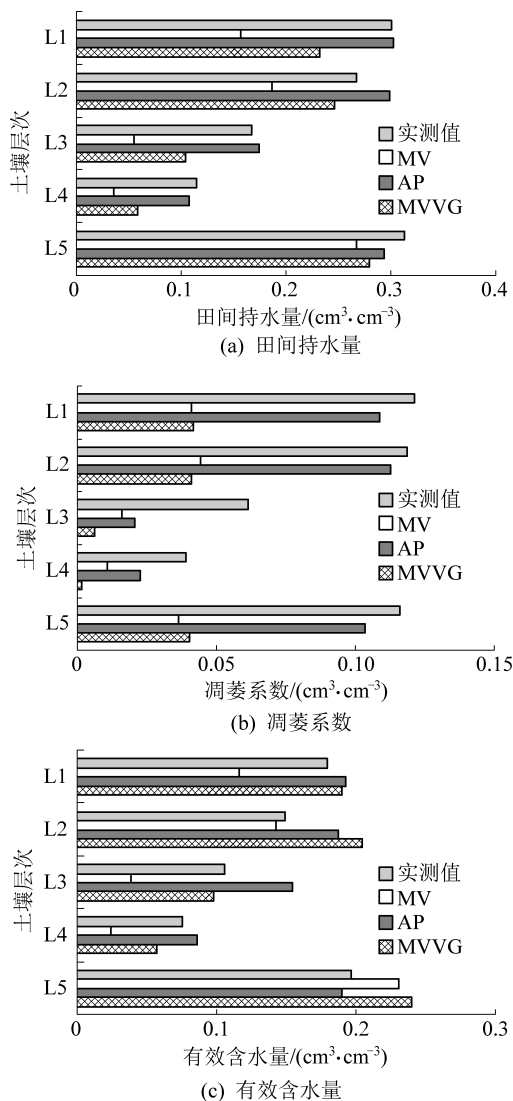 L1
L2
L3
L4
L5
土壤层次
实测值
MV
AP
MVVG
0
0.1
0.2
0.3
0.4
田间持水量/(cm³·cm⁻³)
(a) 田间持水量
L1
L2
L3
L4
L5
土壤层次
实测值
MV
AP
MVVG
0
0.05
0.10
0.15
凋萎系数/(cm³·cm⁻³)
(b) 凋萎系数
L1
L2
L3
L4
L5
土壤层次
实测值
MV
AP
MVVG
0
0.1
0.2
0.3
有效含水量/(cm³·cm⁻³)
(c) 有效含水量